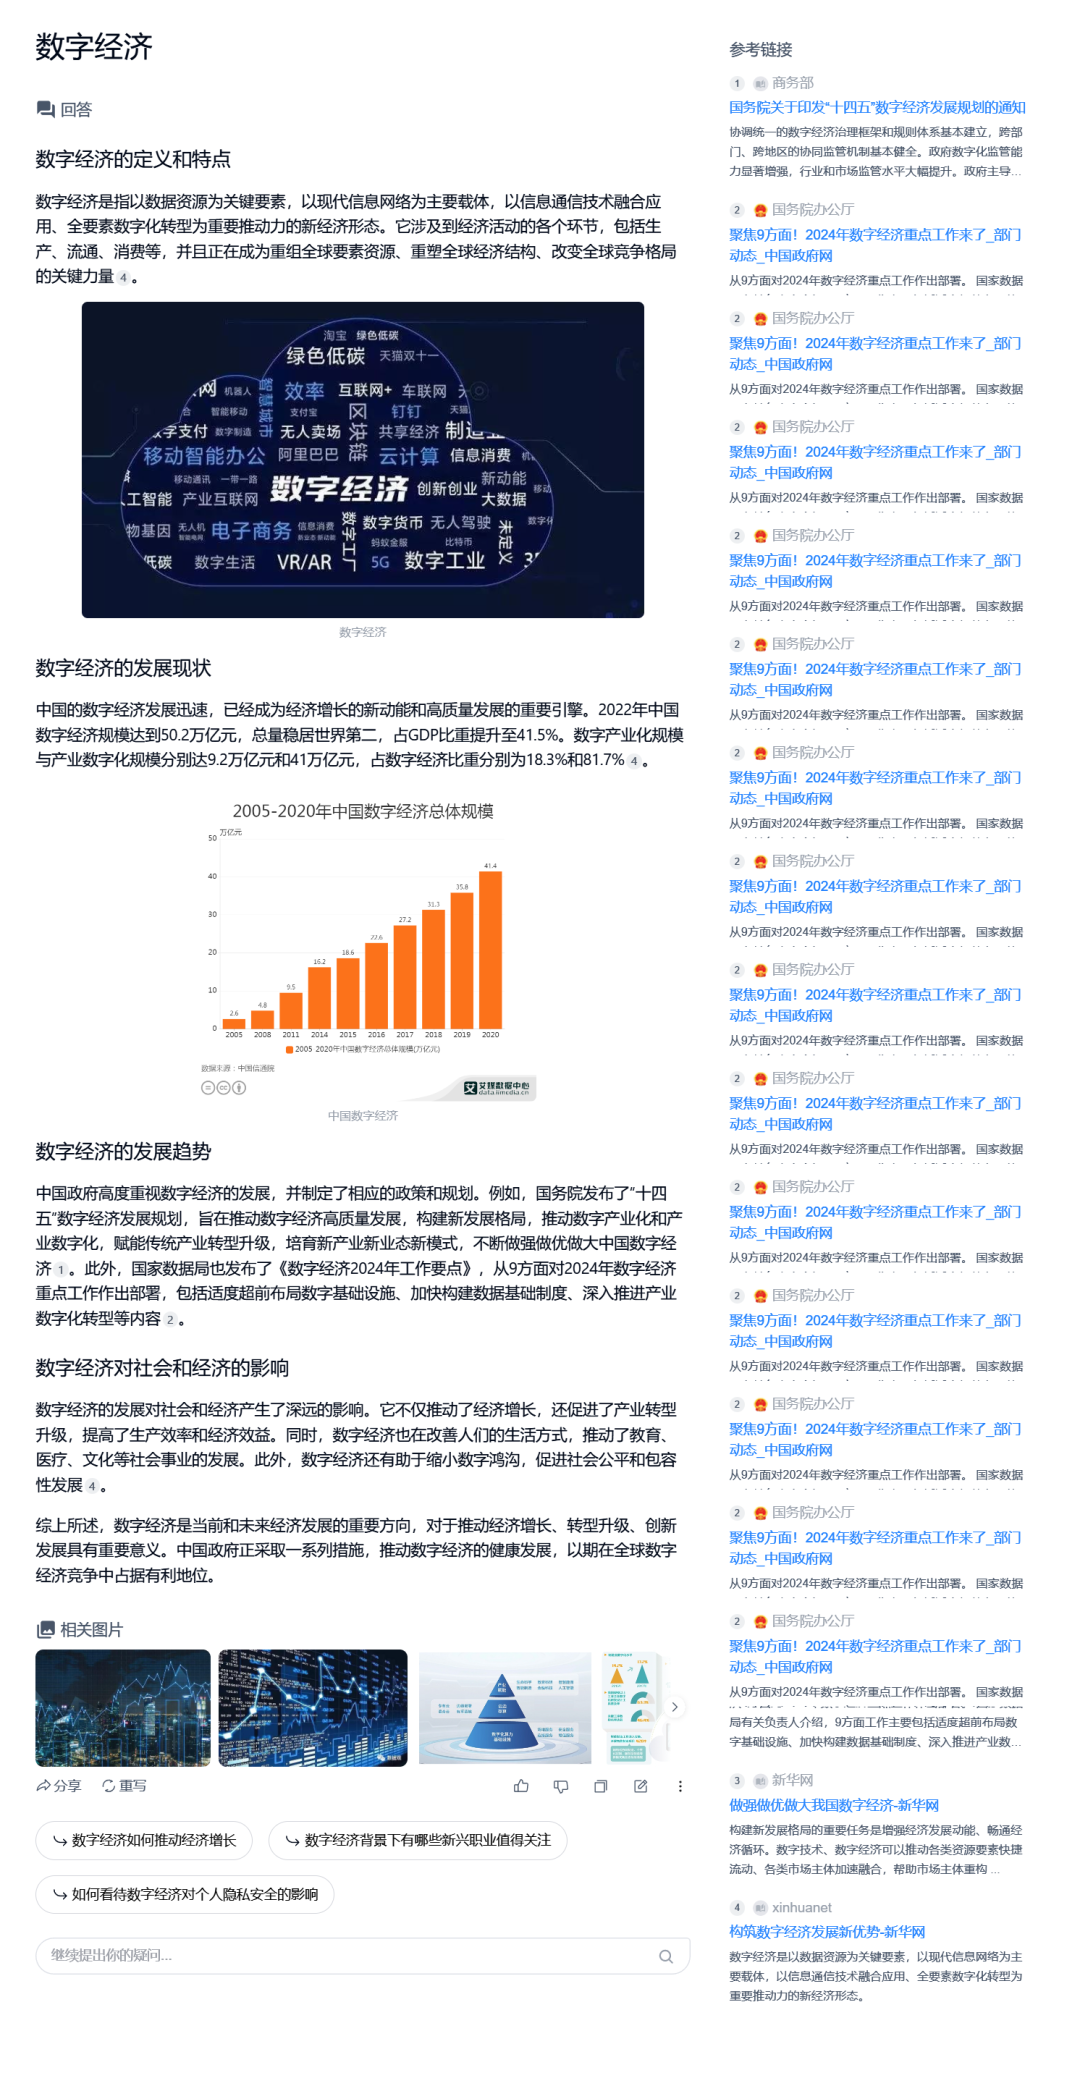 数字经济
回答
数字经济的定义和特点
数字经济是指以数据资源为关键要素，以现代信息网络为主要载体，以信息通信技术融合应
用、全要素数字化转型为重要推动力的新经济形态。它涉及到经济活动的各个环节，包括生
产、流通、消费等，并且正在成为重组全球要素资源、重塑全球经济结构、改变全球竞争格局
的关键力量 4 。
淘宝 绿色低碳
绿色低碳 天猫双十一
机器人 智慧城市 效率 互联网+ 车联网
智能移动 支付宝 区块链 钉钉 天猫
数字支付 数字制造 无人卖场 共享经济 制造业
移动智能办公 阿里巴巴 云计算 信息消费
移动通讯 一带一路 数字经济 创新创业 新动能
人工智能 产业互联网 大数据 移动
物基因 无人机 电子商务 信息消费 数字工厂 数字货币 无人驾驶 未定义 数字化
智能电网 蚂蚁金服 比特币
低碳 数字生活 VR/AR 5G 数字工业
数字经济
数字经济的发展现状
中国的数字经济发展迅速，已经成为经济增长的新动能和高质量发展的重要引擎。2022年中国
数字经济规模达到50.2万亿元，总量稳居世界第二，占GDP比重提升至41.5%。数字产业化规模
与产业数字化规模分别达9.2万亿元和41万亿元，占数字经济比重分别为18.3%和81.7% 4 。
2005-2020年中国数字经济总体规模
万亿元
50
40
30
20
10
0
2.6 4.8 9.5 16.2 18.6 22.6 27.2 31.3 35.8 41.4
2005 2008 2011 2014 2015 2016 2017 2018 2019 2020
2005-2020年中国数字经济总体规模(万亿元)
数据来源：中国信通院
艾媒数据中心
data.iimedia.cn
中国数字经济
数字经济的发展趋势
中国政府高度重视数字经济的发展，并制定了相应的政策和规划。例如，国务院发布了“十四
五”数字经济发展规划，旨在推动数字经济高质量发展，构建新发展格局，推动数字产业化和产
业数字化，赋能传统产业转型升级，培育新产业新业态新模式，不断做强做优做大中国数字经
济 1 。此外，国家数据局也发布了《数字经济2024年工作要点》，从9方面对2024年数字经济
重点工作作出部署，包括适度超前布局数字基础设施、加快构建数据基础制度、深入推进产业
数字化转型等内容 2 。
数字经济对社会和经济的影响
数字经济的发展对社会和经济产生了深远的影响。它不仅推动了经济增长，还促进了产业转型
升级，提高了生产效率和经济效益。同时，数字经济也在改善人们的生活方式，推动了教育、
医疗、文化等社会事业的发展。此外，数字经济还有助于缩小数字鸿沟，促进社会公平和包容
性发展 4 。
综上所述，数字经济是当前和未来经济发展的重要方向，对于推动经济增长、转型升级、创新
发展具有重要意义。中国政府正采取一系列措施，推动数字经济的健康发展，以期在全球数字
经济竞争中占据有利地位。
相关图片
分享 重写
数字经济如何推动经济增长
数字经济背景下有哪些新兴职业值得关注
如何看待数字经济对个人隐私安全的影响
继续提出你的疑问...
参考链接
1 商务部
国务院关于印发“十四五”数字经济发展规划的通知
协调统一的数字经济治理框架和规则体系基本建立，跨部
门、跨地区的协同监管机制基本健全。政府数字化监管能
力显著增强，行业和市场监管水平大幅提升。政府主导...
2 国务院办公厅
聚焦9方面！2024年数字经济重点工作来了_部门
动态_中国政府网
从9方面对2024年数字经济重点工作作出部署。 国家数据
2 国务院办公厅
聚焦9方面！2024年数字经济重点工作来了_部门
动态_中国政府网
从9方面对2024年数字经济重点工作作出部署。 国家数据
2 国务院办公厅
聚焦9方面！2024年数字经济重点工作来了_部门
动态_中国政府网
从9方面对2024年数字经济重点工作作出部署。 国家数据
2 国务院办公厅
聚焦9方面！2024年数字经济重点工作来了_部门
动态_中国政府网
从9方面对2024年数字经济重点工作作出部署。 国家数据
2 国务院办公厅
聚焦9方面！2024年数字经济重点工作来了_部门
动态_中国政府网
从9方面对2024年数字经济重点工作作出部署。 国家数据
2 国务院办公厅
聚焦9方面！2024年数字经济重点工作来了_部门
动态_中国政府网
从9方面对2024年数字经济重点工作作出部署。 国家数据
2 国务院办公厅
聚焦9方面！2024年数字经济重点工作来了_部门
动态_中国政府网
从9方面对2024年数字经济重点工作作出部署。 国家数据
2 国务院办公厅
聚焦9方面！2024年数字经济重点工作来了_部门
动态_中国政府网
从9方面对2024年数字经济重点工作作出部署。 国家数据
2 国务院办公厅
聚焦9方面！2024年数字经济重点工作来了_部门
动态_中国政府网
从9方面对2024年数字经济重点工作作出部署。 国家数据
2 国务院办公厅
聚焦9方面！2024年数字经济重点工作来了_部门
动态_中国政府网
从9方面对2024年数字经济重点工作作出部署。 国家数据
2 国务院办公厅
聚焦9方面！2024年数字经济重点工作来了_部门
动态_中国政府网
从9方面对2024年数字经济重点工作作出部署。 国家数据
2 国务院办公厅
聚焦9方面！2024年数字经济重点工作来了_部门
动态_中国政府网
从9方面对2024年数字经济重点工作作出部署。 国家数据
2 国务院办公厅
聚焦9方面！2024年数字经济重点工作来了_部门
动态_中国政府网
从9方面对2024年数字经济重点工作作出部署。 国家数据
2 国务院办公厅
聚焦9方面！2024年数字经济重点工作来了_部门
动态_中国政府网
从9方面对2024年数字经济重点工作作出部署。 国家数据
局有关负责人介绍，9方面工作主要包括适度超前布局数
字基础设施、加快构建数据基础制度、深入推进产业数...
3 新华网
做强做优做大我国数字经济-新华网
构建新发展格局的重要任务是增强经济发展动能、畅通经
济循环。数字技术、数字经济可以推动各类资源要素快捷
流动、各类市场主体加速融合，帮助市场主体重构 ...
4 xinhuanet
构筑数字经济发展新优势-新华网
数字经济是以数据资源为关键要素，以现代信息网络为主
要载体，以信息通信技术融合应用、全要素数字化转型为
重要推动力的新经济形态。